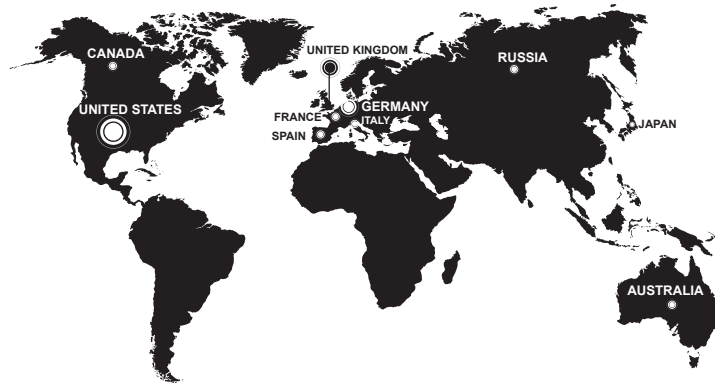 CANADA
UNITED KINGDOM
RUSSIA
UNITED STATES
GERMANY
FRANCE
ITALY
JAPAN
SPAIN
AUSTRALIA